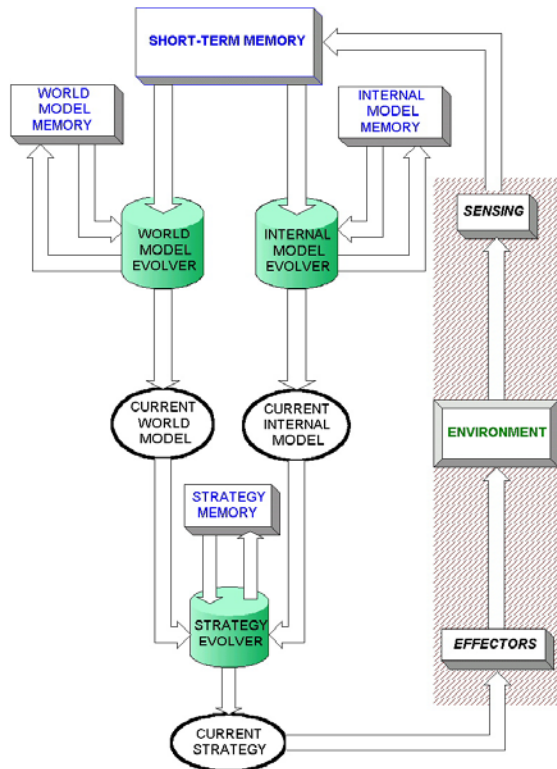 SHORT-TERM MEMORY
WORLD
MODEL
MEMORY
INTERNAL
MODEL
MEMORY
SENSING
WORLD
MODEL
EVOLVER
INTERNAL
MODEL
EVOLVER
CURRENT
WORLD
MODEL
CURRENT
INTERNAL
MODEL
ENVIRONMENT
STRATEGY
MEMORY
STRATEGY
EVOLVER
EFFECTORS
CURRENT
STRATEGY